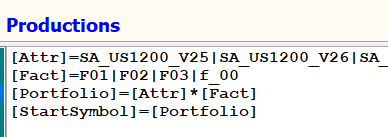 Productions
[Attr]=SA_US1200_V25|SA_US1200_V26|SA_
[Fact]=F01|F02|F03|f_00
[Portfolio]=[Attr]*[Fact]
[StartSymbol]=[Portfolio]